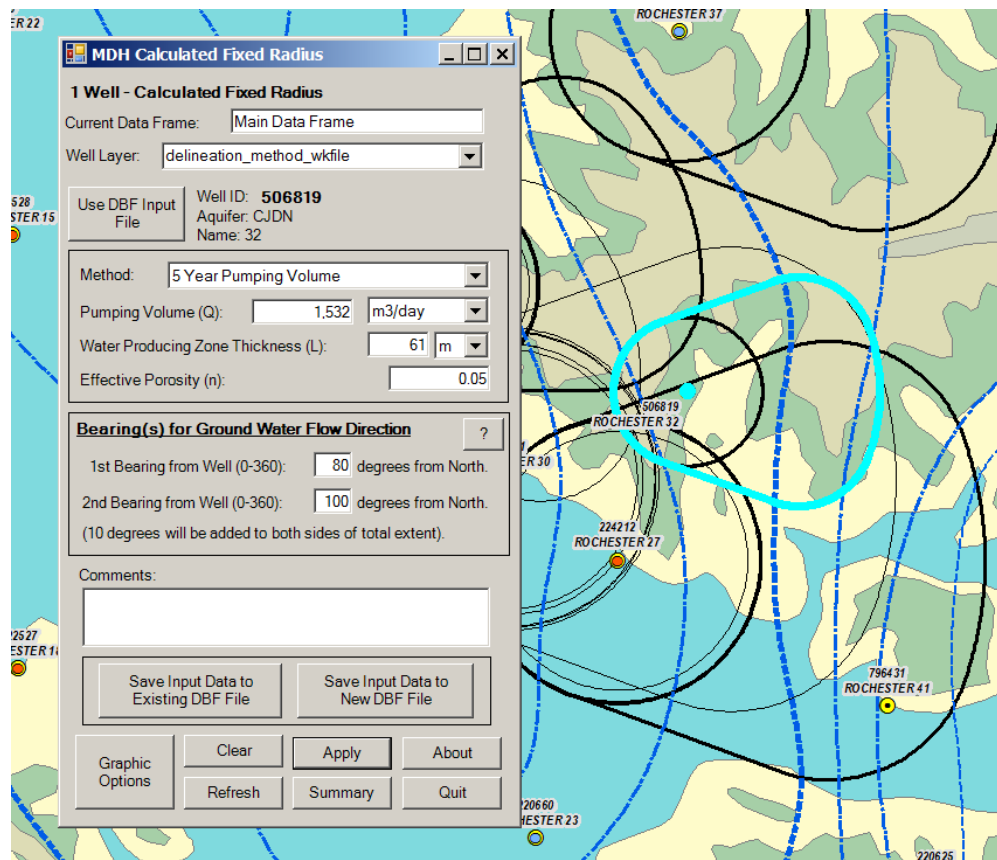 ER 22
ROCHESTER 37
MDH Calculated Fixed Radius
1 Well - Calculated Fixed Radius
Current Data Frame: Main Data Frame
Well Layer: delineation_method_wkfile
528
STER 15
Use DBF Input
File
Well ID: 506819
Aquifer: CJDN
Name: 32
Method: 5 Year Pumping Volume
Pumping Volume (Q): 1,532 m3/day
Water Producing Zone Thickness (L): 61 m
Effective Porosity (n): 0.05
Bearing(s) for Ground Water Flow Direction ?
1st Bearing from Well (0-360): 80 degrees from North.
2nd Bearing from Well (0-360): 100 degrees from North.
(10 degrees will be added to both sides of total extent).
506819
ROCHESTER 32
ER 30
224212
ROCHESTER 27
Comments:
22527
Save Input Data to
Existing DBF File
Save Input Data to
New DBF File
796431
ROCHESTER 41
Graphic
Options
Clear
Apply
About
Refresh
Summary
Quit
220660
HESTER 23
220625